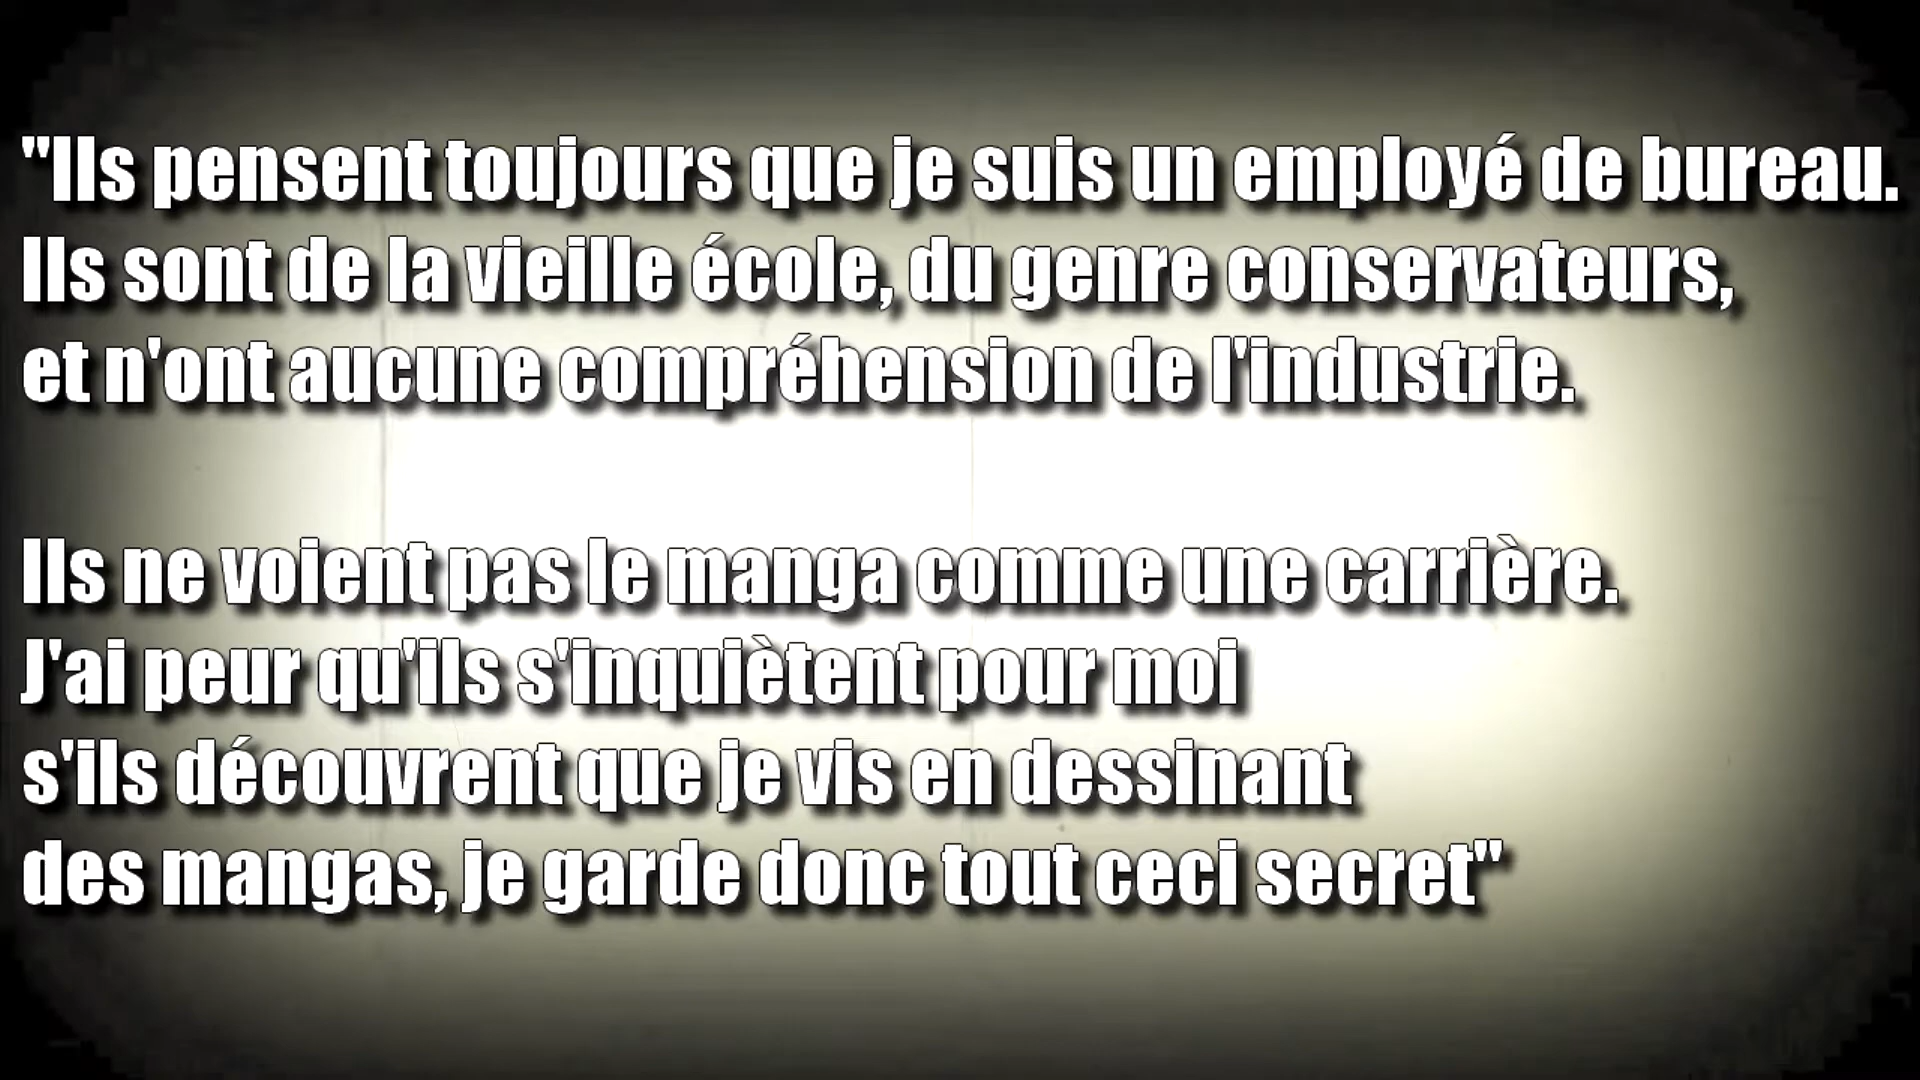 "Ils pensent toujours que je suis un employé de bureau.
Ils sont de la vieille école, du genre conservateurs,
et n'ont aucune compréhension de l'industrie.
Ils ne voient pas le manga comme une carrière.
J'ai peur qu'ils s'inquiètent pour moi
s'ils découvrent que je vis en dessinant
des mangas, je garde donc tout ceci secret"